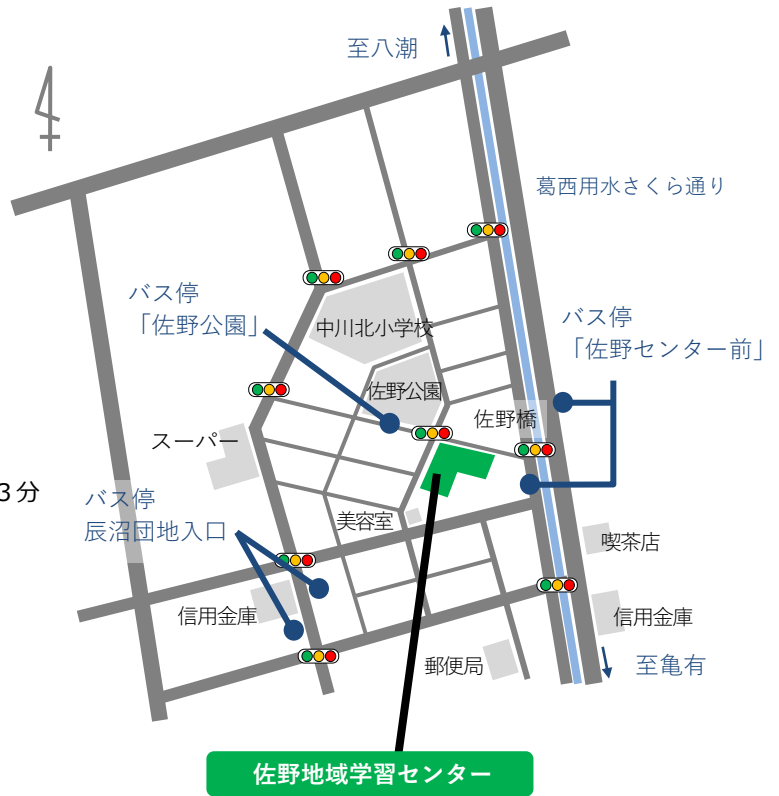 至八潮
葛西用水さくら通り
バス停
「佐野公園」
中川北小学校
バス停
「佐野センター前」
佐野公園
佐野橋
スーパー
3分
バス停
辰沼団地入口
美容室
喫茶店
信用金庫
信用金庫
郵便局
至亀有
佐野地域学習センター